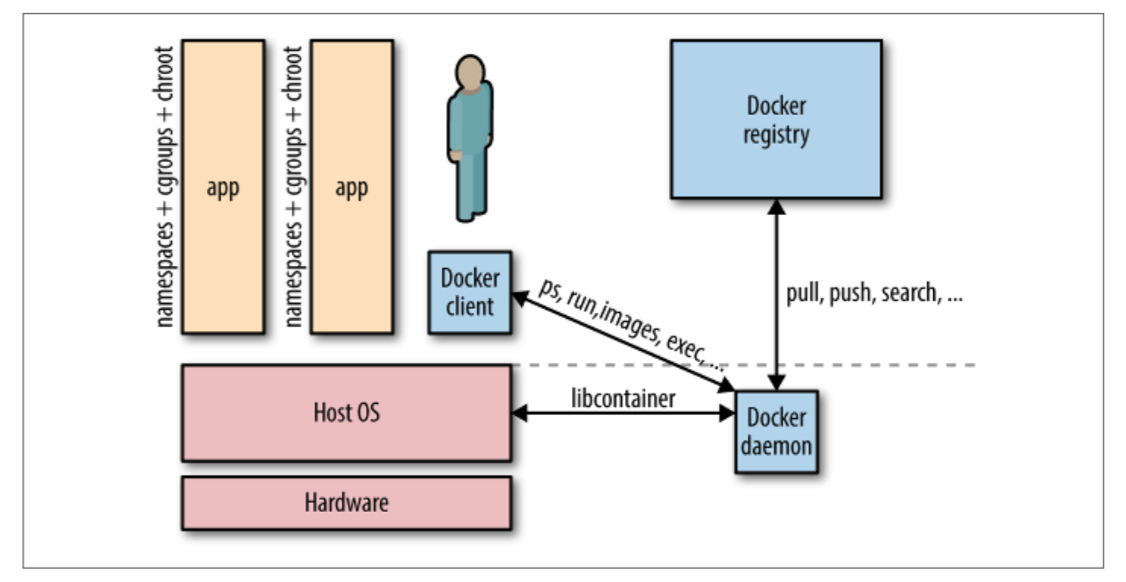 namespaces + cgroups + chroot
app
namespaces + cgroups + chroot
app
Docker
registry
Docker
client
ps, run,images, exec,...
pull, push, search, ...
Host OS
libcontainer
Docker
daemon
Hardware